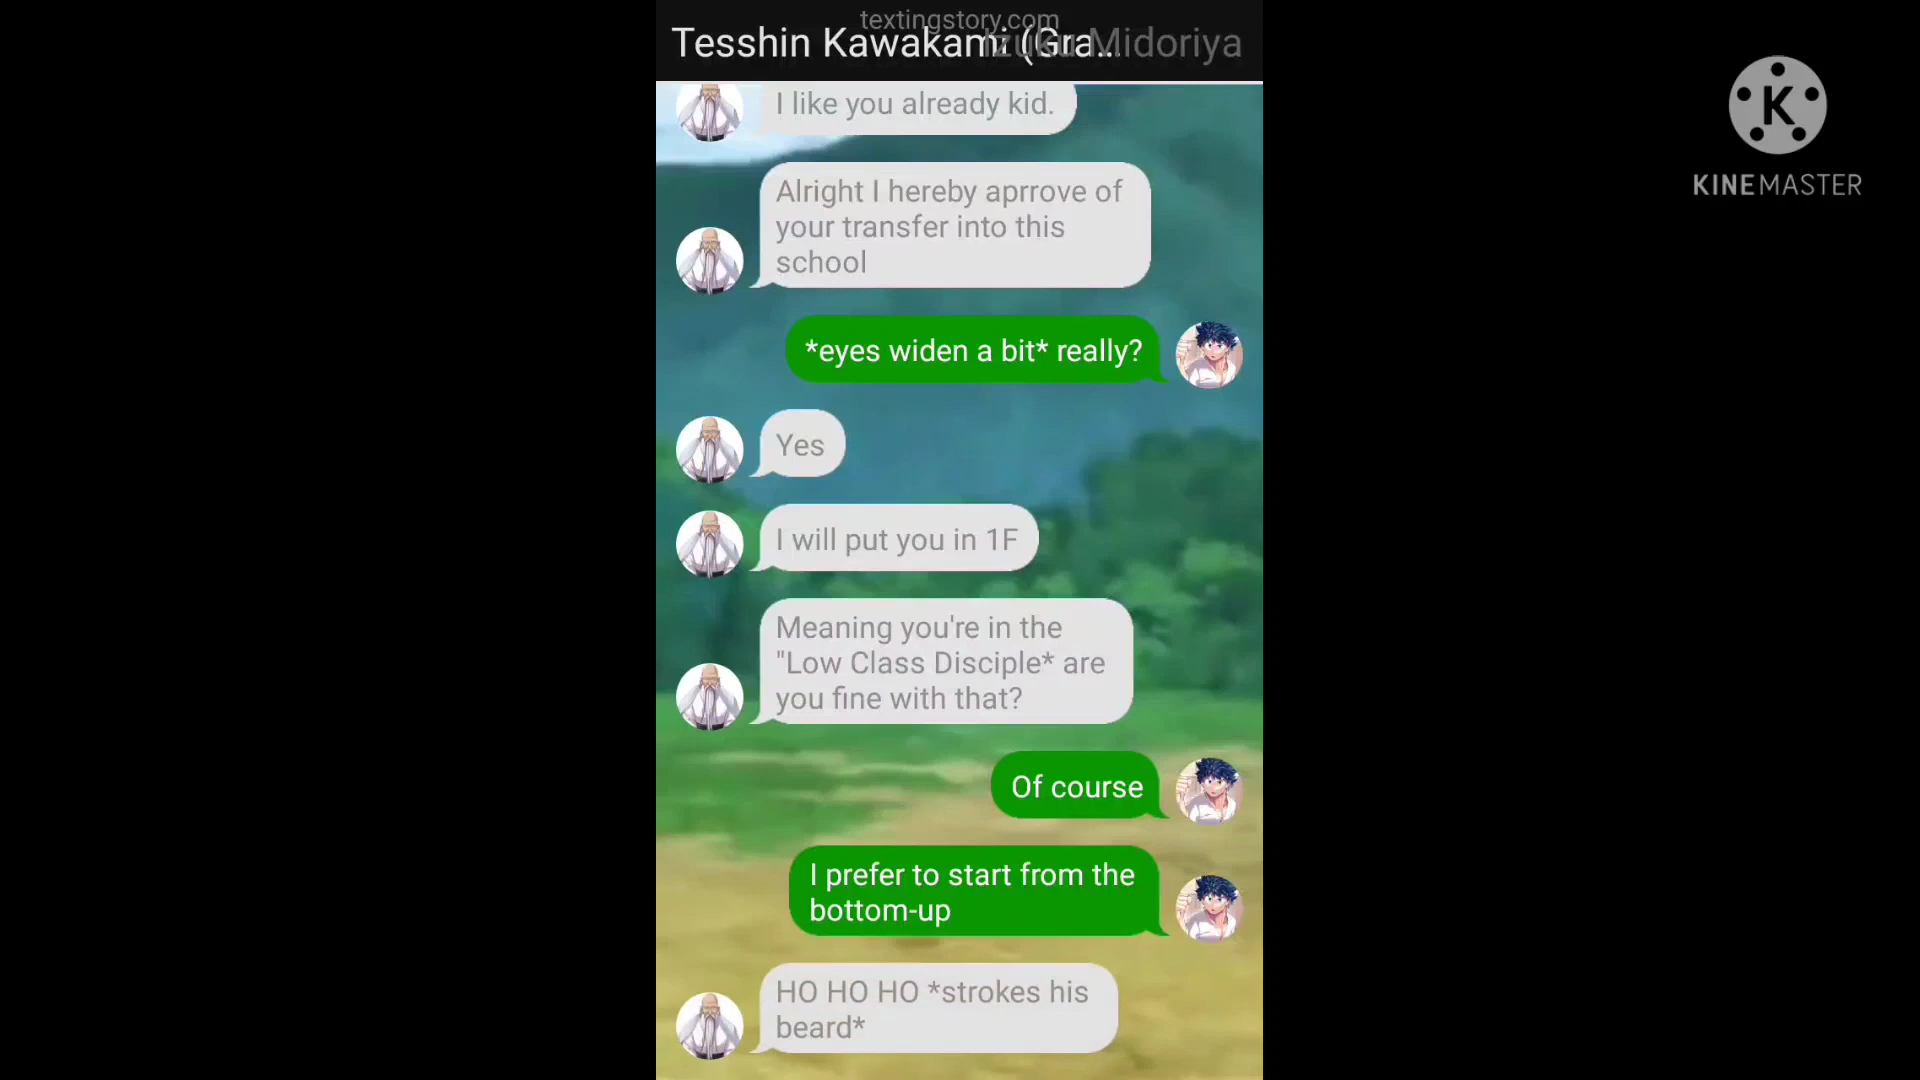 textingstory.com
Tesshin Kawakami (Gra...
Izuku Midoriya
KINEMASTER
I like you already kid.
Alright I hereby aprrove of
your transfer into this
school
*eyes widen a bit* really?
Yes
I will put you in 1F
Meaning you're in the
"Low Class Disciple* are
you fine with that?
Of course
I prefer to start from the
bottom-up
HO HO HO *strokes his
beard*